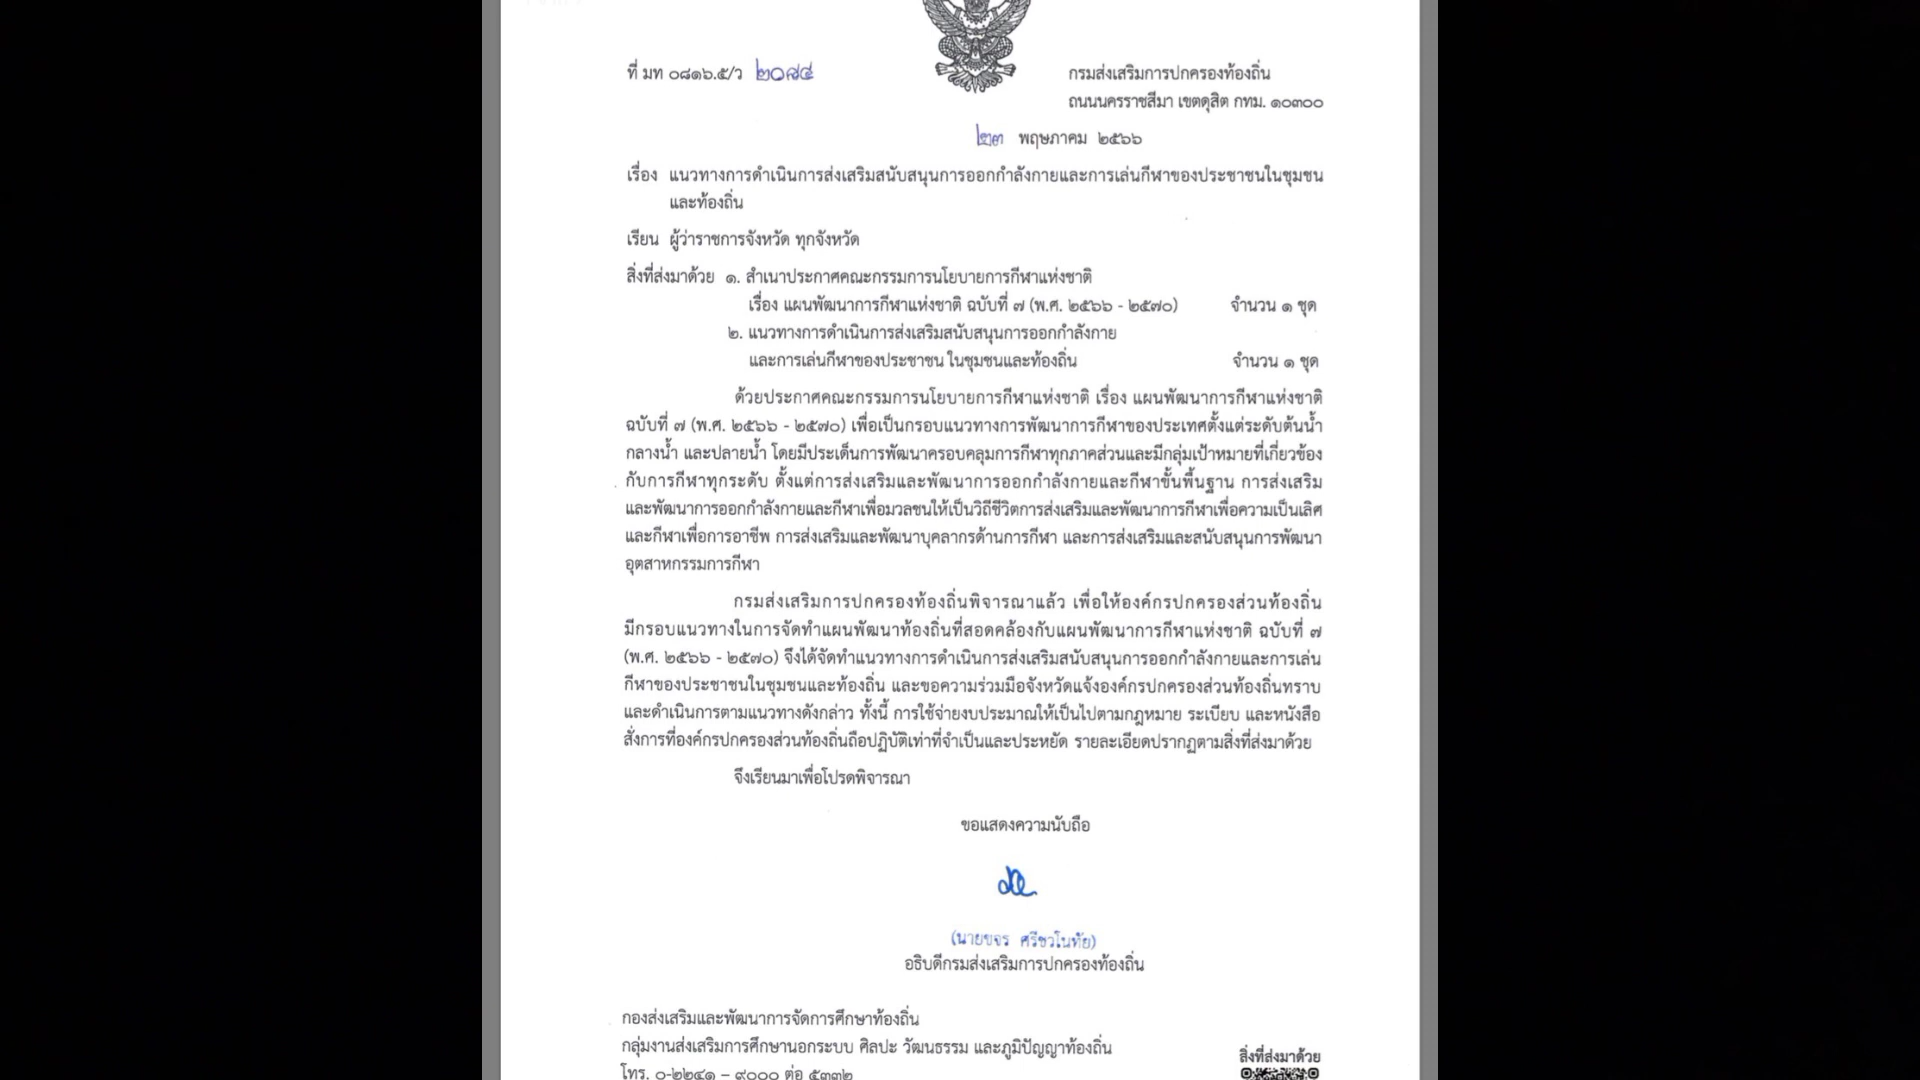 ที่ มท ๐๘๑๖.๕/ว ๒๐๘๔
กรมส่งเสริมการปกครองท้องถิ่น
ถนนนครราชสีมา เขตดุสิต กทม. ๑๐๓๐๐
๒๓ พฤษภาคม ๒๕๖๖
เรื่อง แนวทางการดำเนินการส่งเสริมสนับสนุนการออกกำลังกายและการเล่นกีฬาของประชาชนในชุมชน
และท้องถิ่น
เรียน ผู้ว่าราชการจังหวัด ทุกจังหวัด
สิ่งที่ส่งมาด้วย ๑. สำเนาประกาศคณะกรรมการนโยบายการกีฬาแห่งชาติ
เรื่อง แผนพัฒนาการกีฬาแห่งชาติ ฉบับที่ ๗ (พ.ศ. ๒๕๖๖ - ๒๕๗๐) จำนวน ๑ ชุด
๒. แนวทางการดำเนินการส่งเสริมสนับสนุนการออกกำลังกาย
และการเล่นกีฬาของประชาชน ในชุมชนและท้องถิ่น จำนวน ๑ ชุด
ด้วยประกาศคณะกรรมการนโยบายการกีฬาแห่งชาติ เรื่อง แผนพัฒนาการกีฬาแห่งชาติ
ฉบับที่ ๗ (พ.ศ. ๒๕๖๖ - ๒๕๗๐) เพื่อเป็นกรอบแนวทางการพัฒนาการกีฬาของประเทศตั้งแต่ระดับต้นน้ำ
กลางน้ำ และปลายน้ำ โดยมีประเด็นการพัฒนาครอบคลุมการกีฬาทุกภาคส่วนและมีกลุ่มเป้าหมายที่เกี่ยวข้อง
กับการกีฬาทุกระดับ ตั้งแต่การส่งเสริมและพัฒนาการออกกำลังกายและกีฬาขั้นพื้นฐาน การส่งเสริม
และพัฒนาการออกกำลังกายและกีฬาเพื่อมวลชนให้เป็นวิถีชีวิตการส่งเสริมและพัฒนาการกีฬาเพื่อความเป็นเลิศ
และกีฬาเพื่อการอาชีพ การส่งเสริมและพัฒนาบุคลากรด้านการกีฬา และการส่งเสริมและสนับสนุนการพัฒนา
อุตสาหกรรมการกีฬา
กรมส่งเสริมการปกครองท้องถิ่นพิจารณาแล้ว เพื่อให้องค์กรปกครองส่วนท้องถิ่น
มีกรอบแนวทางในการจัดทำแผนพัฒนาท้องถิ่นที่สอดคล้องกับแผนพัฒนาการกีฬาแห่งชาติ ฉบับที่ ๗
(พ.ศ. ๒๕๖๖ - ๒๕๗๐) จึงได้จัดทำแนวทางการดำเนินการส่งเสริมสนับสนุนการออกกำลังกายและการเล่น
กีฬาของประชาชนในชุมชนและท้องถิ่น และขอความร่วมมือจังหวัดแจ้งองค์กรปกครองส่วนท้องถิ่นทราบ
และดำเนินการตามแนวทางดังกล่าว ทั้งนี้ การใช้จ่ายงบประมาณให้เป็นไปตามกฎหมาย ระเบียบ และหนังสือ
สั่งการที่องค์กรปกครองส่วนท้องถิ่นถือปฏิบัติเท่าที่จำเป็นและประหยัด รายละเอียดปรากฏตามสิ่งที่ส่งมาด้วย
จึงเรียนมาเพื่อโปรดพิจารณา
ขอแสดงความนับถือ
(นายขจร ศรีชวโนทัย)
อธิบดีกรมส่งเสริมการปกครองท้องถิ่น
กองส่งเสริมและพัฒนาการจัดการศึกษาท้องถิ่น
กลุ่มงานส่งเสริมการศึกษานอกระบบ ศิลปะ วัฒนธรรม และภูมิปัญญาท้องถิ่น
โทร. ๐-๒๒๔๑ – ๙๐๐๐ ต่อ ๕๓๓๒
สิ่งที่ส่งมาด้วย